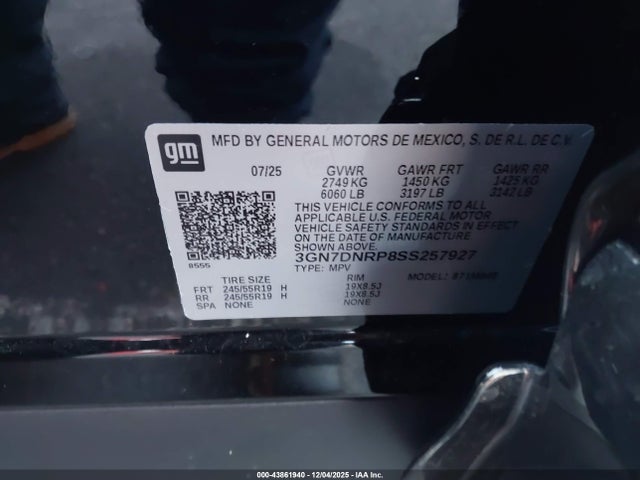 gm MFD BY GENERAL MOTORS DE MEXICO, S. DE R.L. DE C.V.
07/25 GVWR GAWR FRT GAWR RR
2749 KG 1450 KG 1425 KG
6060 LB 3197 LB 3142 LB
THIS VEHICLE CONFORMS TO ALL
APPLICABLE U.S. FEDERAL MOTOR
VEHICLE SAFETY STANDARDS IN EFFECT
ON THE DATE OF MANUFACTURE
SHOWN ABOVE.
3GN7DNRP8SS257927
8555 TYPE: MPV MODEL:
TIRE SIZE RIM
FRT 245/55R19 H 19X8.5J
RR 245/55R19 H 19X8.5J
SPA NONE NONE
000-43861940 - 12/04/2025 - IAA Inc.